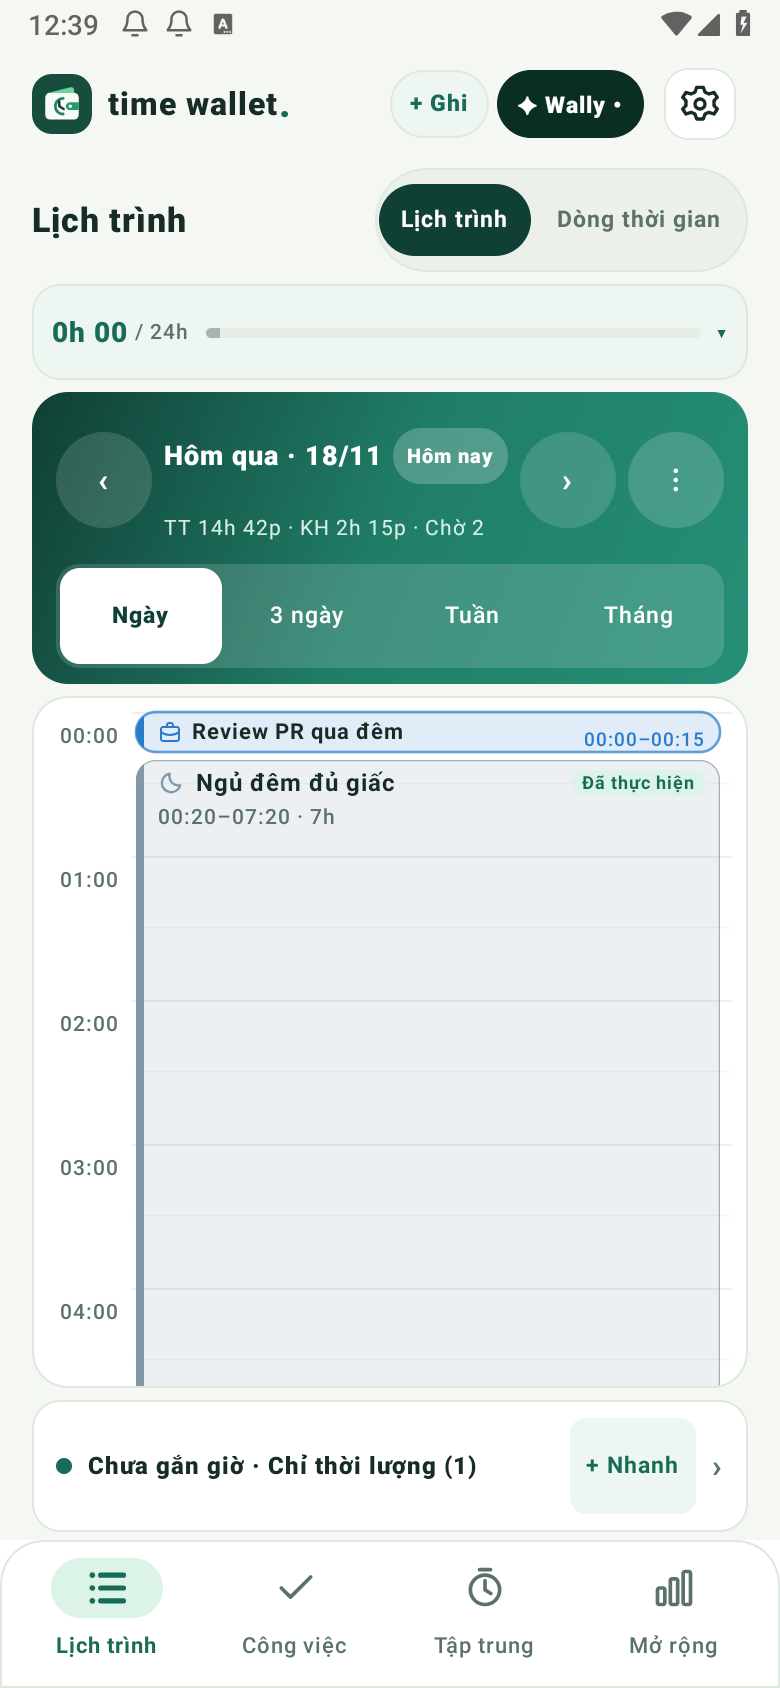 12:39
time wallet.
+ Ghi
✦ Wally •
Lịch trình
Lịch trình
Dòng thời gian
0h 00 / 24h
▾
‹
Hôm qua · 18/11
Hôm nay
›
⋮
TT 14h 42p · KH 2h 15p · Chờ 2
Ngày
3 ngày
Tuần
Tháng
00:00
Review PR qua đêm
00:00–00:15
Ngủ đêm đủ giấc
Đã thực hiện
00:20–07:20 · 7h
01:00
02:00
03:00
04:00
Chưa gắn giờ · Chỉ thời lượng (1)
+ Nhanh
›
Lịch trình
Công việc
Tập trung
Mở rộng